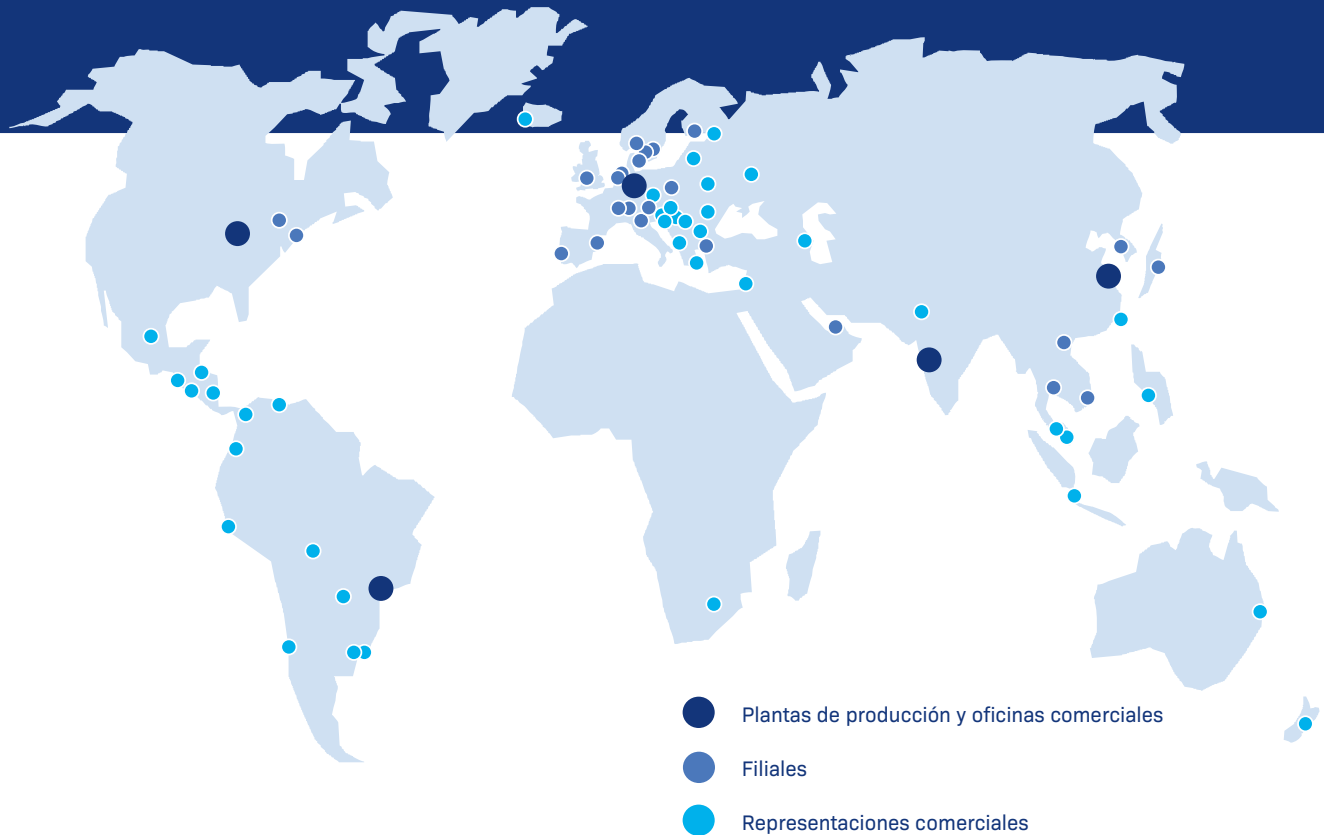 Plantas de producción y oficinas comerciales
Filiales
Representaciones comerciales